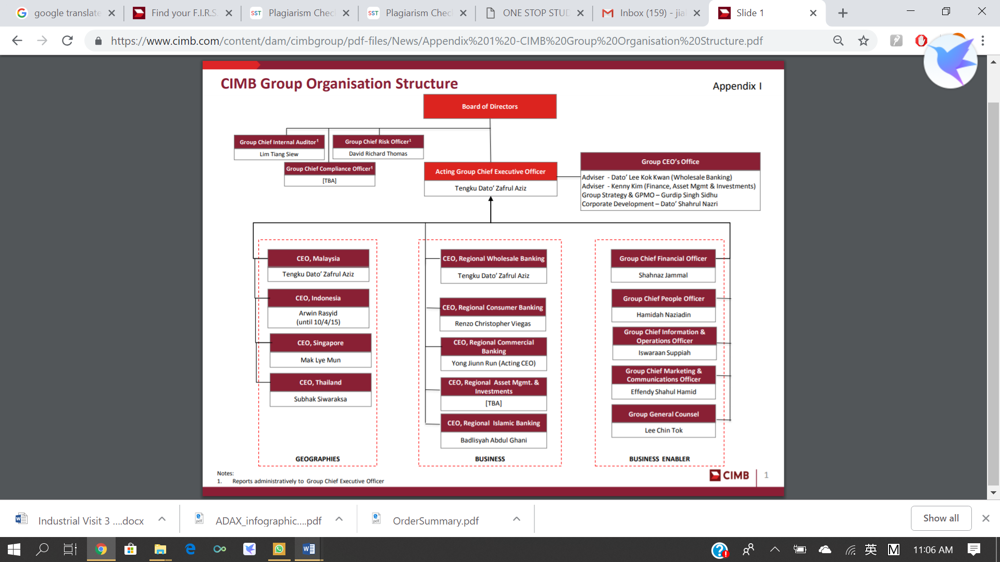 google translate
Find your F.I.R.S
SST
Plagiarism Chec
SST
Plagiarism Chec
ONE STOP STUD
Inbox (159) - jial
Slide 1
https://www.cimb.com/content/dam/cimbgroup/pdf-files/News/Appendix%201%20-CIMB%20Group%20Organisation%20Structure.pdf
CIMB Group Organisation Structure
Appendix I
Board of Directors
Group Chief Internal Auditor¹
Lim Tiang Siew
Group Chief Risk Officer¹
David Richard Thomas
Group Chief Compliance Officer¹
[TBA]
Acting Group Chief Executive Officer
Tengku Dato’ Zafrul Aziz
Group CEO’s Office
Adviser - Dato’ Lee Kok Kwan (Wholesale Banking)
Adviser - Kenny Kim (Finance, Asset Mgmt & Investments)
Group Strategy & GPMO – Gurdip Singh Sidhu
Corporate Development – Dato’ Shahrul Nazri
CEO, Malaysia
Tengku Dato’ Zafrul Aziz
CEO, Indonesia
Arwin Rasyid
(until 10/4/15)
CEO, Singapore
Mak Lye Mun
CEO, Thailand
Subhak Siwaraksa
GEOGRAPHIES
CEO, Regional Wholesale Banking
Tengku Dato’ Zafrul Aziz
CEO, Regional Consumer Banking
Renzo Christopher Viegas
CEO, Regional Commercial
Banking
Yong Jiunn Run (Acting CEO)
CEO, Regional Asset Mgmt. &
Investments
[TBA]
CEO, Regional Islamic Banking
Badlisyah Abdul Ghani
BUSINESS
Group Chief Financial Officer
Shahnaz Jammal
Group Chief People Officer
Hamidah Naziadin
Group Chief Information &
Operations Officer
Iswaraan Suppiah
Group Chief Marketing &
Communications Officer
Effendy Shahul Hamid
Group General Counsel
Lee Chin Tok
BUSINESS ENABLER
Notes:
1. Reports administratively to Group Chief Executive Officer
CIMB
1
Industrial Visit 3 ....docx
ADAX_infographic....pdf
OrderSummary.pdf
Show all
英
M
11:06 AM